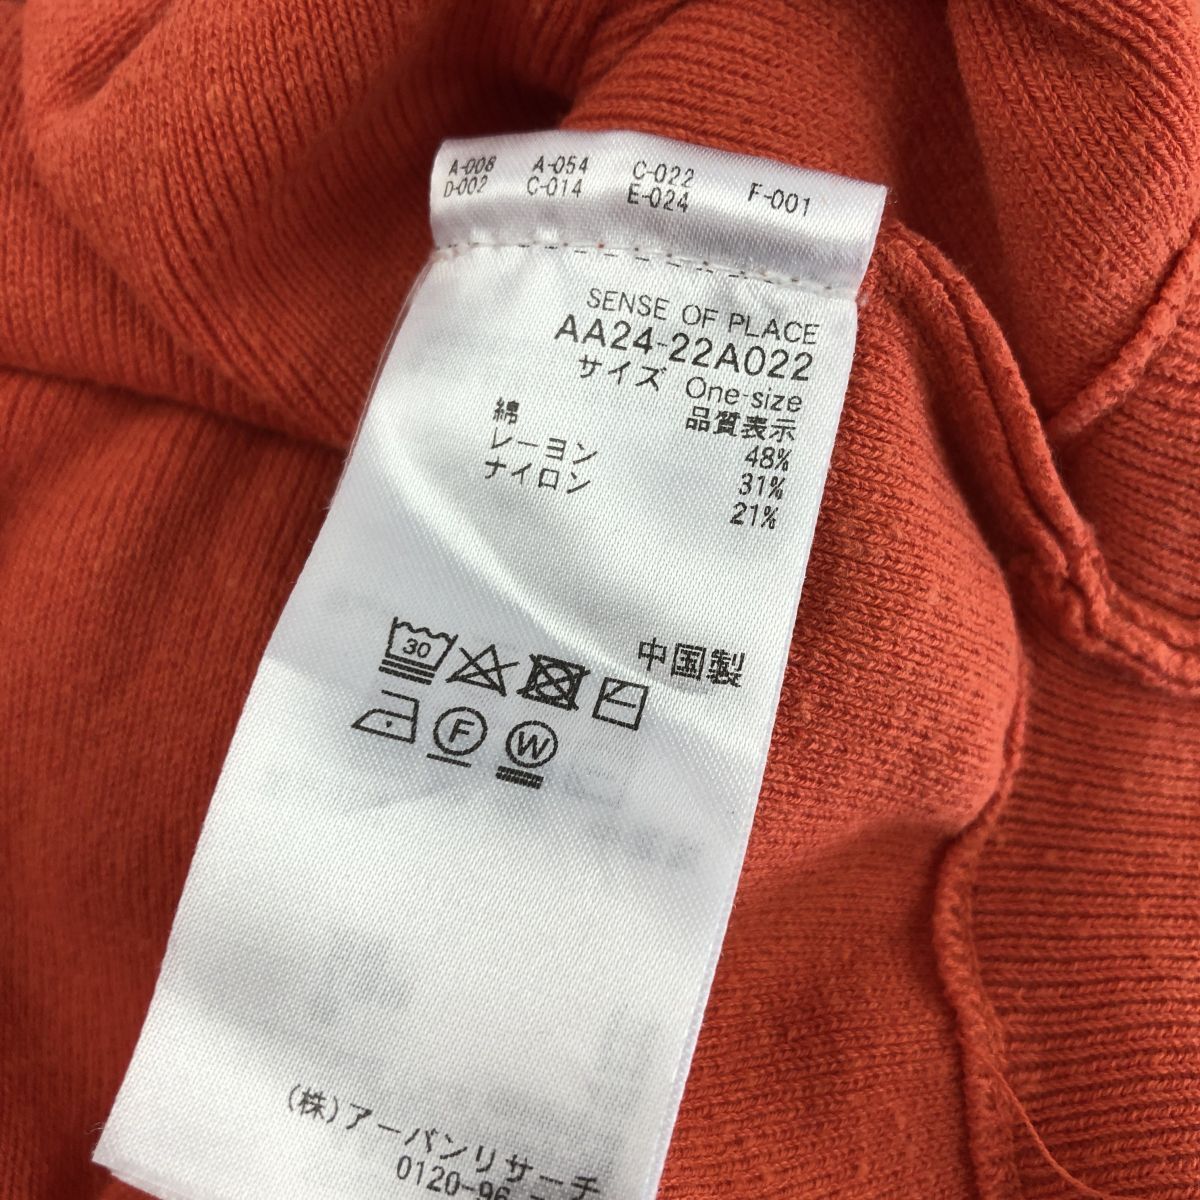 A-008 A-054 C-022 F-001
D-002 C-014 E-024
SENSE OF PLACE
AA24-22A022
サイズ One-size
品質表示
綿 48%
レーヨン 31%
ナイロン 21%
中国製
30
F W
(株)アーバンリサーチ
0120-96